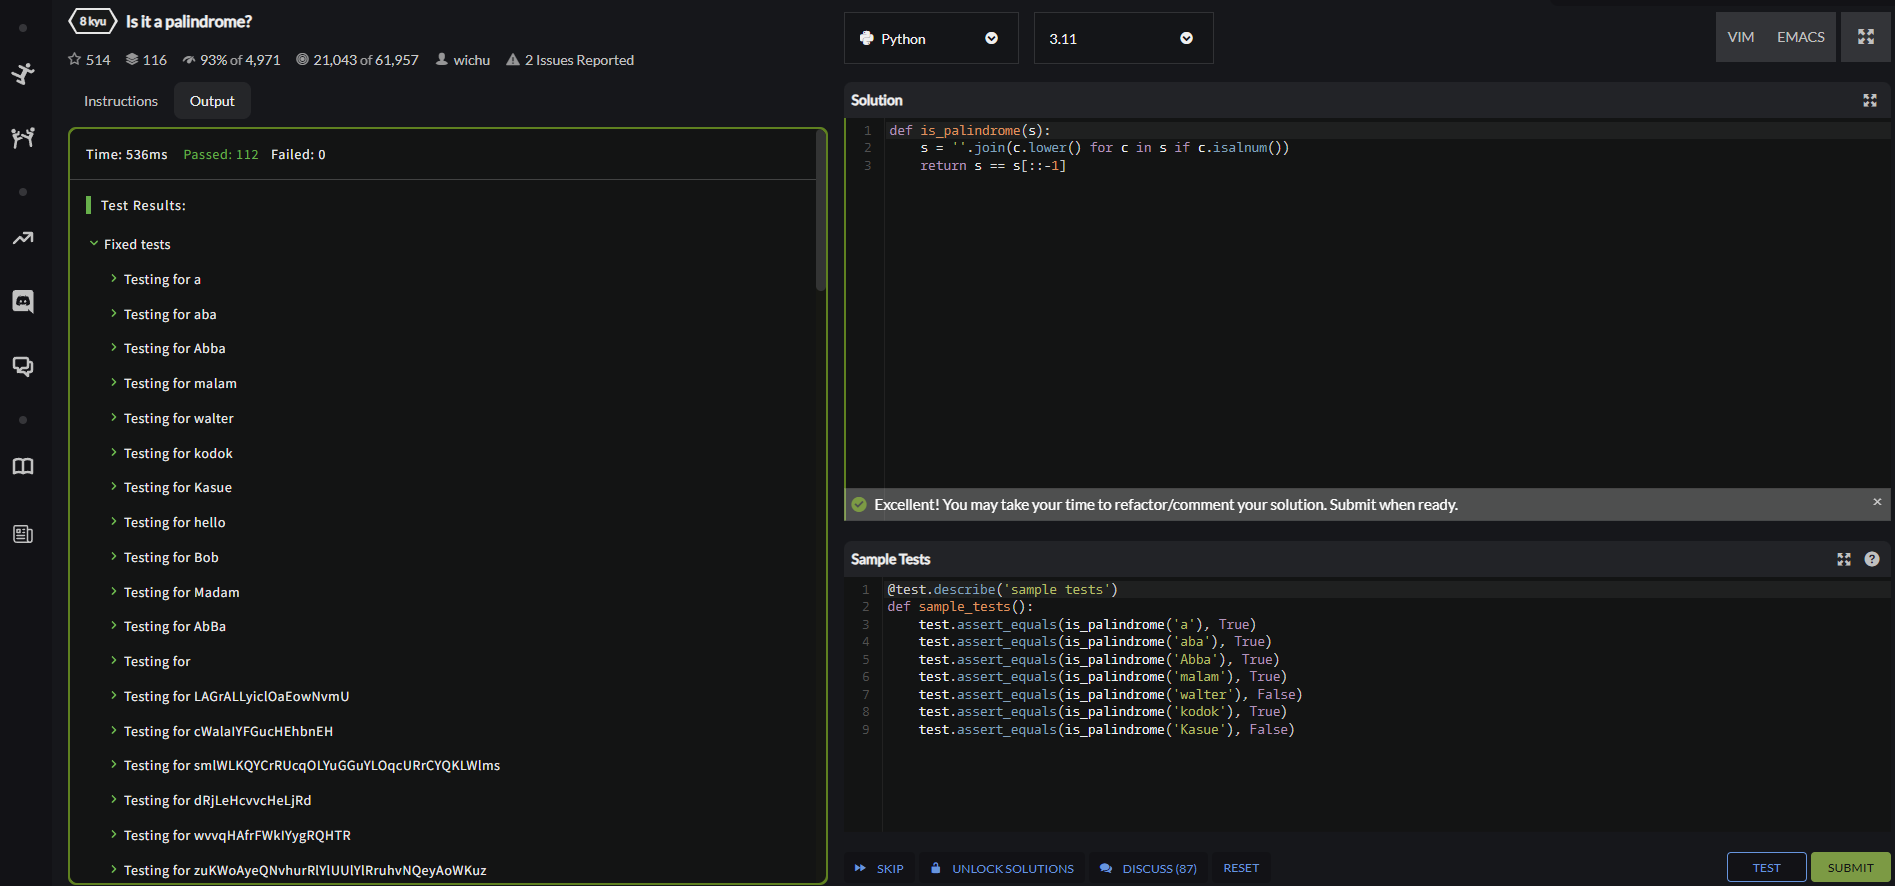 8 kyu Is it a palindrome?
514 116 93% of 4,971 21,043 of 61,957 wichu 2 Issues Reported
Instructions Output
Time: 536ms Passed: 112 Failed: 0
Test Results:
Fixed tests
Testing for a
Testing for aba
Testing for Abba
Testing for malam
Testing for walter
Testing for kodok
Testing for Kasue
Testing for hello
Testing for Bob
Testing for Madam
Testing for AbBa
Testing for
Testing for LAGrALLyiclOaEowNvmU
Testing for cWalaIYFGucHEhbnEH
Testing for smlWLKQYCrRUcqOLYuGGuYLOqcURrCYQKLWlms
Testing for dRjLeHcvvcHeLjRd
Testing for wvvqHAfrFWkIYygRQHTR
Testing for zuKWoAyeQNvhurRlYlUUlYlRruhvNQeyAoWKuz
Python 3.11 VIM EMACS
Solution
1 def is_palindrome(s):
2 s = ''.join(c.lower() for c in s if c.isalnum())
3 return s == s[::-1]
Excellent! You may take your time to refactor/comment your solution. Submit when ready. ×
Sample Tests ?
1 @test.describe('sample tests')
2 def sample_tests():
3 test.assert_equals(is_palindrome('a'), True)
4 test.assert_equals(is_palindrome('aba'), True)
5 test.assert_equals(is_palindrome('Abba'), True)
6 test.assert_equals(is_palindrome('malam'), True)
7 test.assert_equals(is_palindrome('walter'), False)
8 test.assert_equals(is_palindrome('kodok'), True)
9 test.assert_equals(is_palindrome('Kasue'), False)
SKIP UNLOCK SOLUTIONS DISCUSS (87) RESET TEST SUBMIT